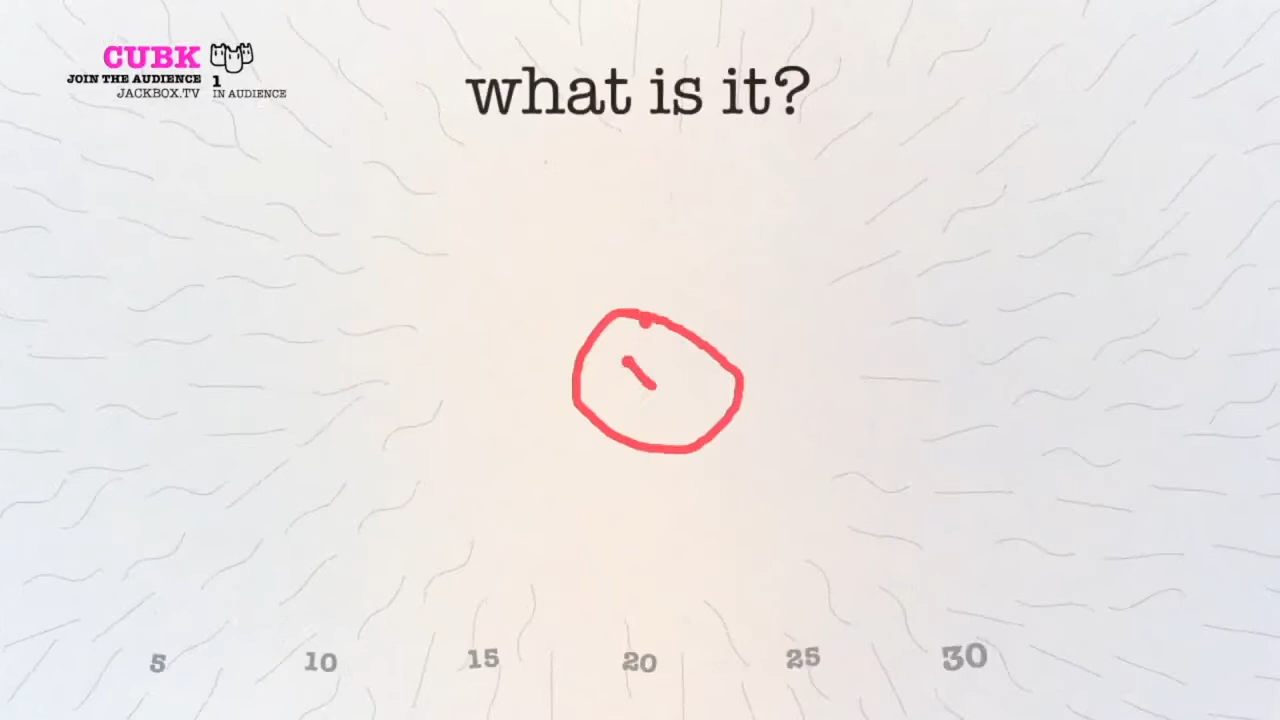 CUBK
JOIN THE AUDIENCE
JACKBOX.TV
1
IN AUDIENCE
what is it?
5 10 15 20 25 30